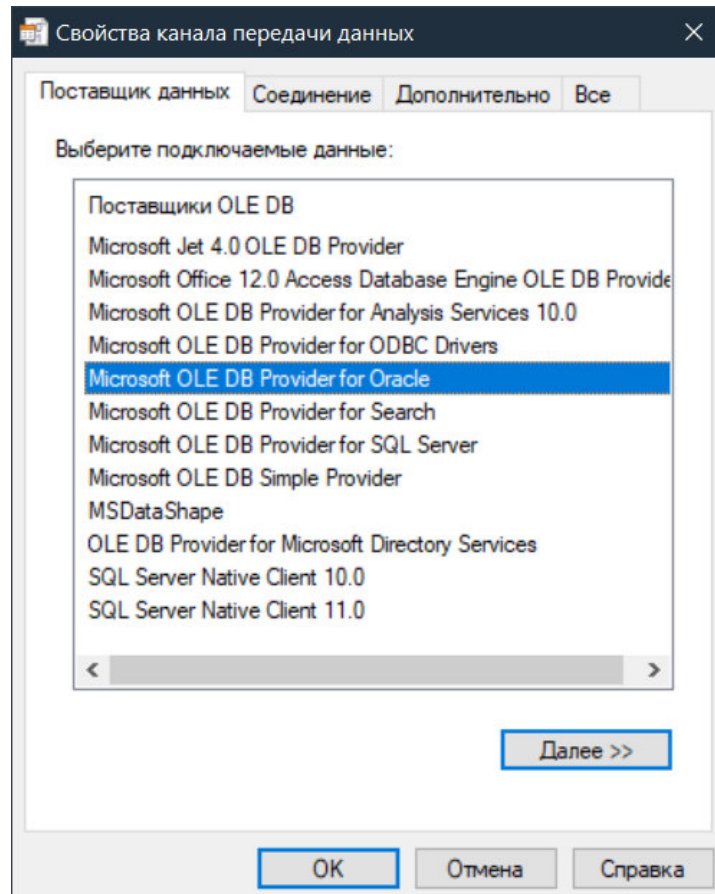 Свойства канала передачи данных
Поставщик данных Соединение Дополнительно Все
Выберите подключаемые данные:
Поставщики OLE DB
Microsoft Jet 4.0 OLE DB Provider
Microsoft Office 12.0 Access Database Engine OLE DB Provide
Microsoft OLE DB Provider for Analysis Services 10.0
Microsoft OLE DB Provider for ODBC Drivers
Microsoft OLE DB Provider for Oracle
Microsoft OLE DB Provider for Search
Microsoft OLE DB Provider for SQL Server
Microsoft OLE DB Simple Provider
MSDataShape
OLE DB Provider for Microsoft Directory Services
SQL Server Native Client 10.0
SQL Server Native Client 11.0
Далее >>
OK Отмена Справка